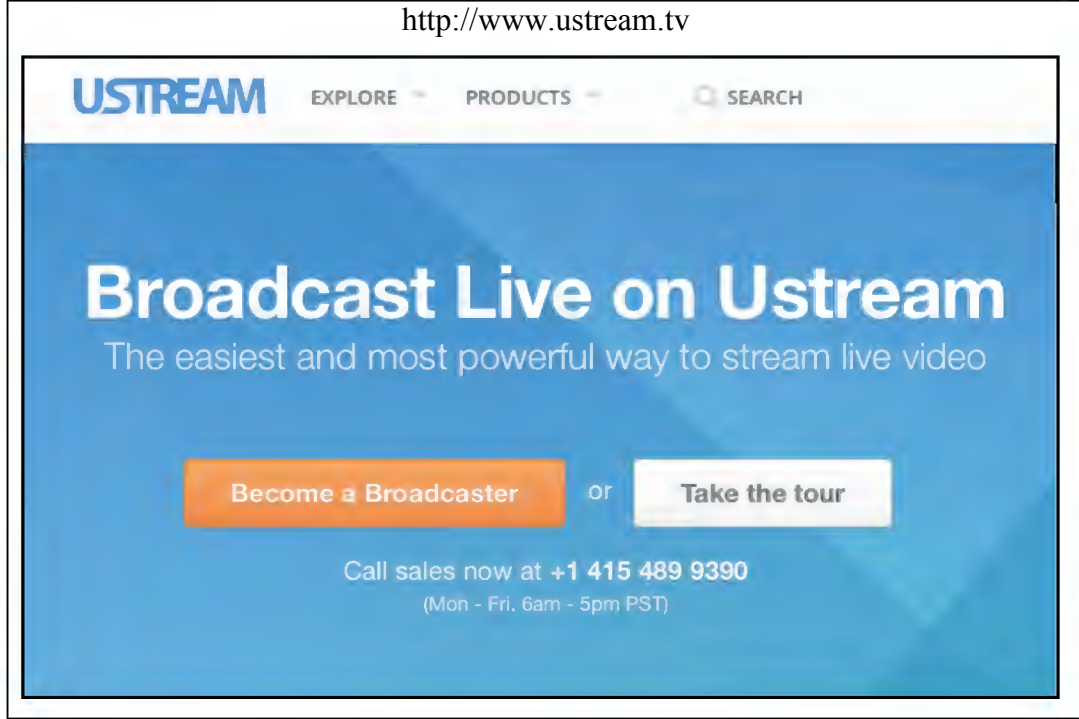 http://www.ustream.tv
USTREAM EXPLORE PRODUCTS SEARCH
Broadcast Live on Ustream
The easiest and most powerful way to stream live video
Become a Broadcaster or Take the tour
Call sales now at +1 415 489 9390
(Mon - Fri, 6am - 5pm PST)